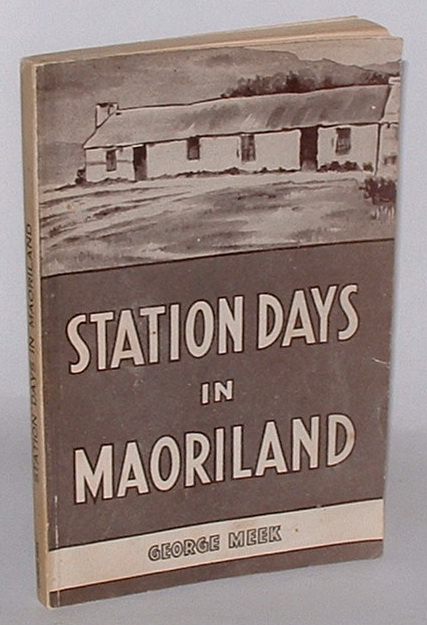 STATION DAYS
IN
MAORILAND
GEORGE MEEK
STATION DAYS IN MAORILAND